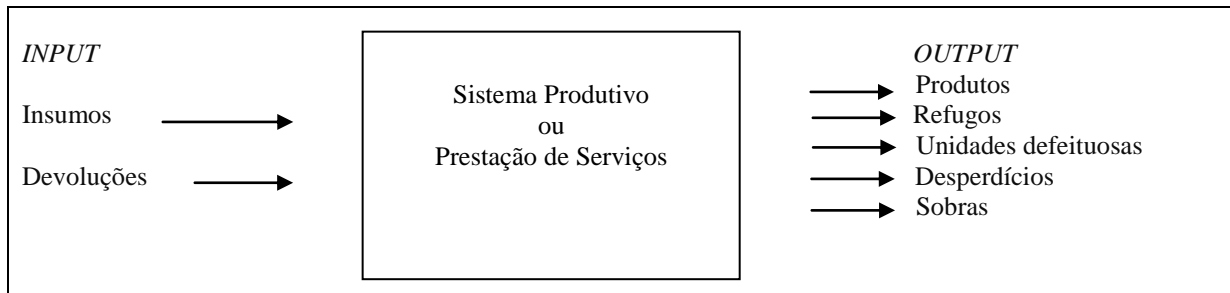 INPUT
Insumos
Devoluções
Sistema Produtivo
ou
Prestação de Serviços
OUTPUT
Produtos
Refugos
Unidades defeituosas
Desperdícios
Sobras